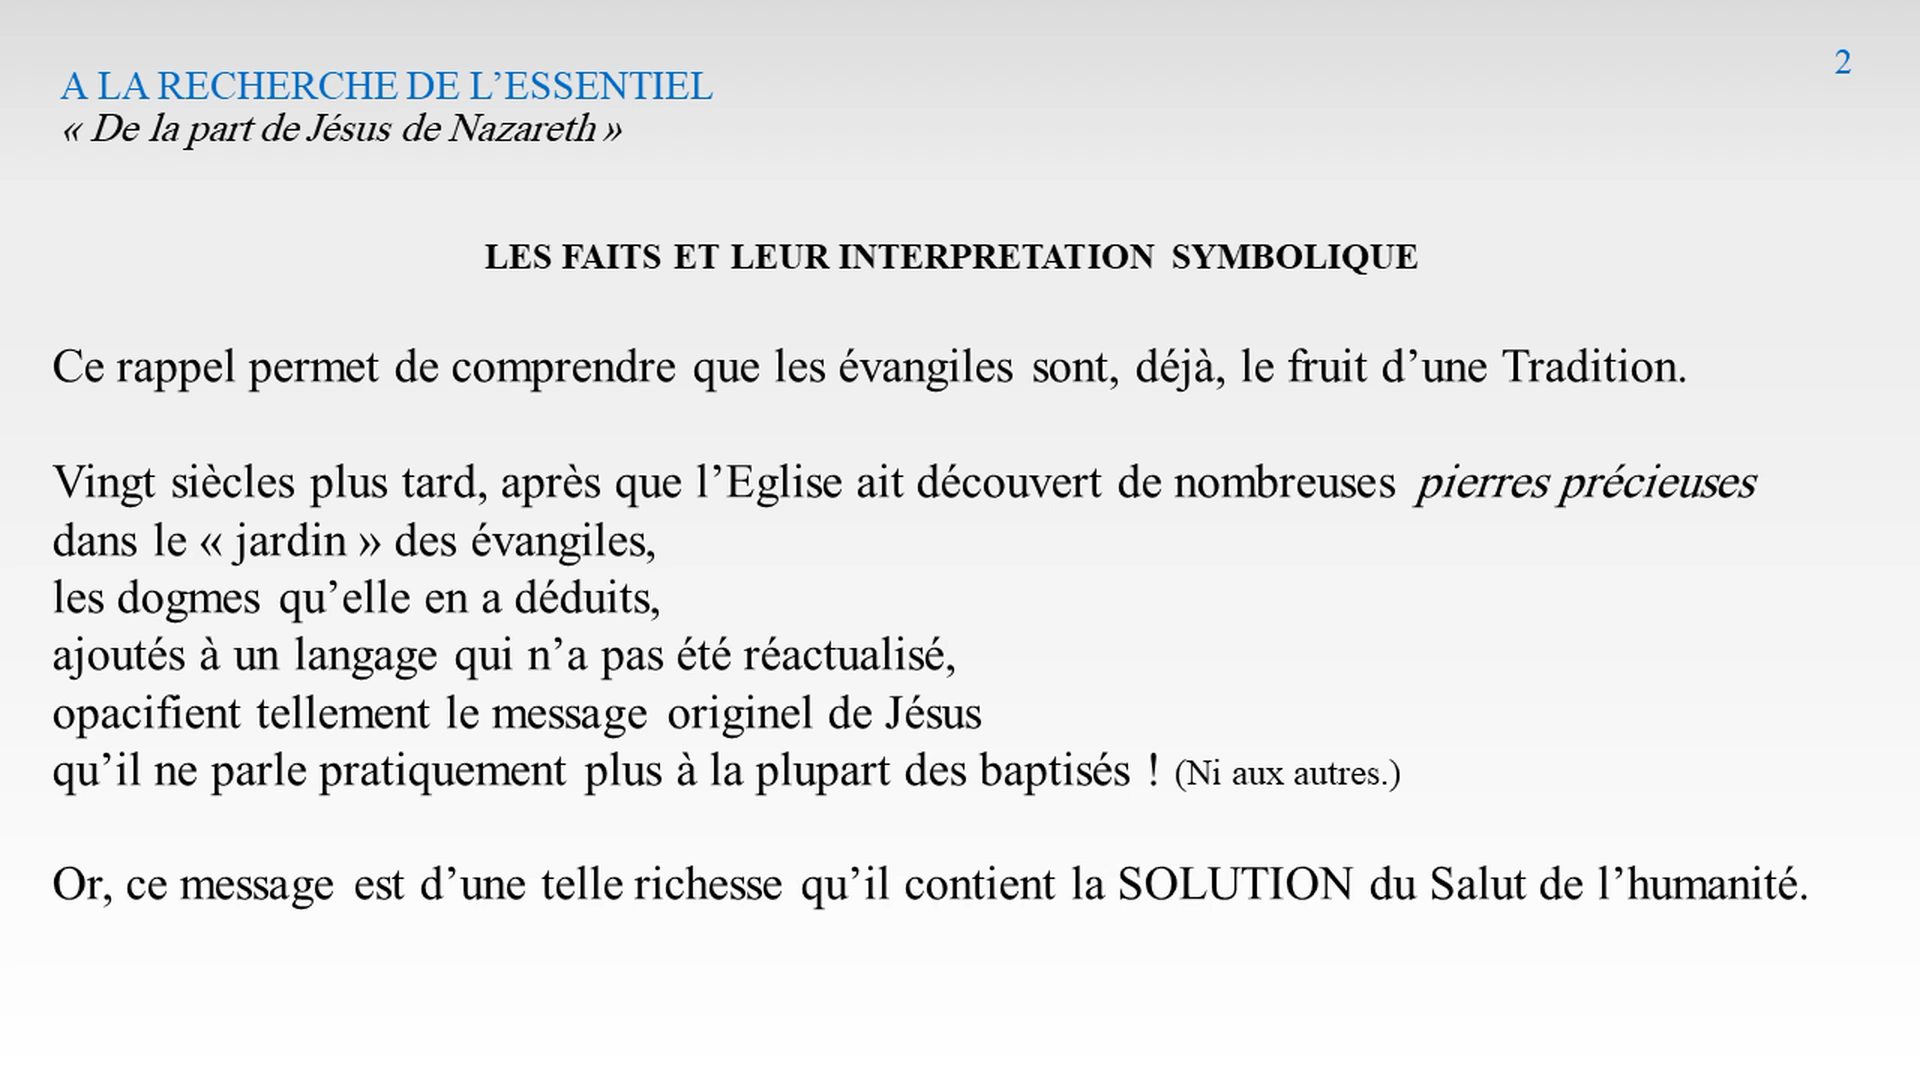 2
A LA RECHERCHE DE L’ESSENTIEL
« De la part de Jésus de Nazareth »
LES FAITS ET LEUR INTERPRETATION SYMBOLIQUE
Ce rappel permet de comprendre que les évangiles sont, déjà, le fruit d’une Tradition.
Vingt siècles plus tard, après que l’Eglise ait découvert de nombreuses pierres précieuses
dans le « jardin » des évangiles,
les dogmes qu’elle en a déduits,
ajoutés à un langage qui n’a pas été réactualisé,
opacifient tellement le message originel de Jésus
qu’il ne parle pratiquement plus à la plupart des baptisés ! (Ni aux autres.)
Or, ce message est d’une telle richesse qu’il contient la SOLUTION du Salut de l’humanité.